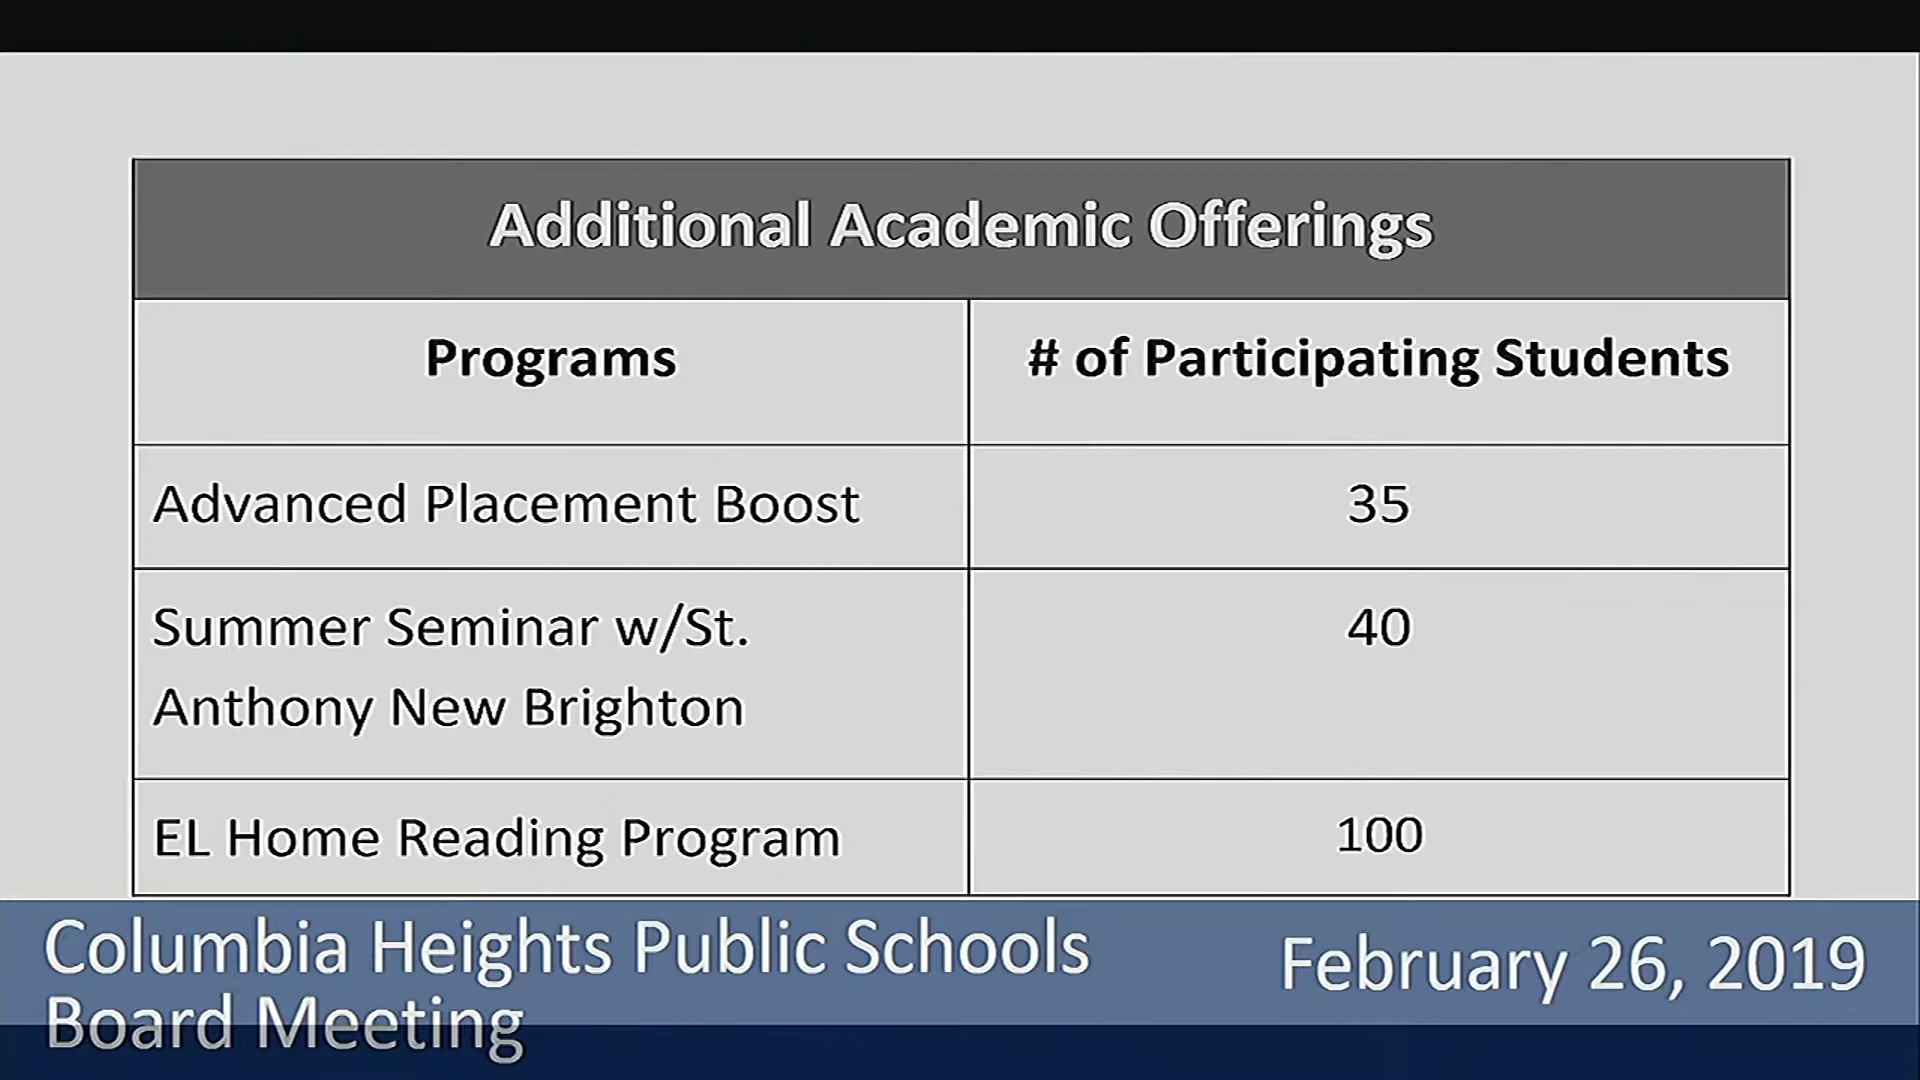 Additional Academic Offerings
Programs
# of Participating Students
Advanced Placement Boost
35
Summer Seminar w/St.
Anthony New Brighton
40
EL Home Reading Program
100
Columbia Heights Public Schools
Board Meeting
February 26, 2019